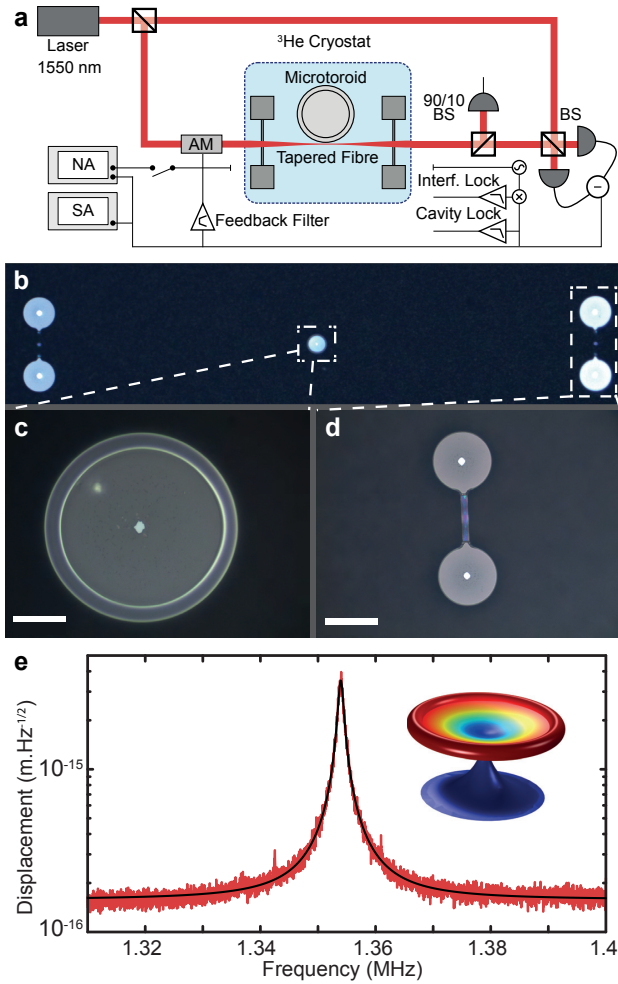 a
Laser
1550 nm
³He Cryostat
Microtoroid
Tapered Fibre
90/10
BS
BS
AM
NA
SA
Feedback Filter
Interf. Lock
Cavity Lock
−
b
c
d
e
Displacement (m.Hz⁻¹ᐟ²)
10⁻¹⁵
10⁻¹⁶
1.32
1.34
1.36
1.38
1.4
Frequency (MHz)